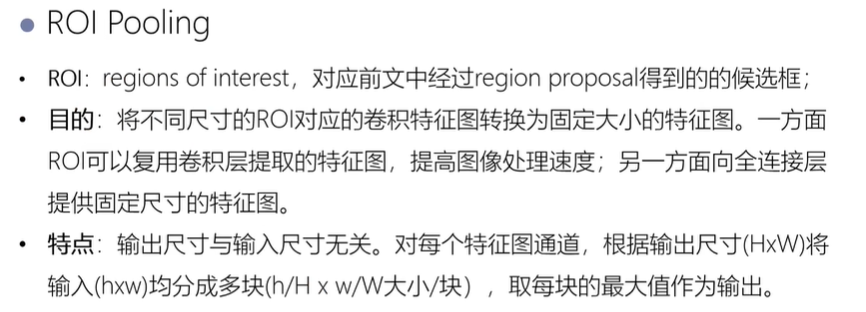 ● ROI Pooling
• ROI：regions of interest，对应前文中经过region proposal得到的的候选框；
• 目的：将不同尺寸的ROI对应的卷积特征图转换为固定大小的特征图。一方面
ROI可以复用卷积层提取的特征图，提高图像处理速度；另一方面向全连接层
提供固定尺寸的特征图。
• 特点：输出尺寸与输入尺寸无关。对每个特征图通道，根据输出尺寸(HxW)将
输入(hxw)均分成多块(h/H x w/W大小/块），取每块的最大值作为输出。